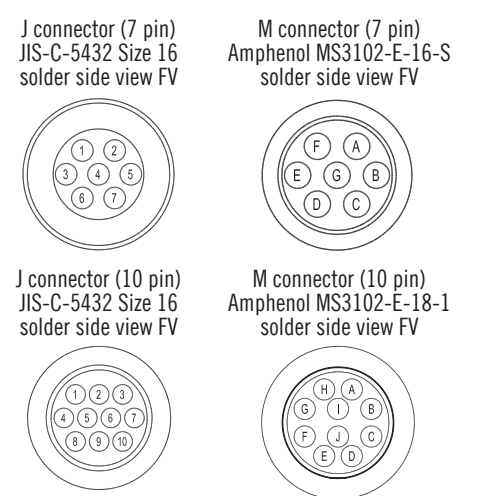 J connector (7 pin)
JIS-C-5432 Size 16
solder side view FV
1 2
3 4 5
6 7
M connector (7 pin)
Amphenol MS3102-E-16-S
solder side view FV
F A
E G B
D C
J connector (10 pin)
JIS-C-5432 Size 16
solder side view FV
1 2 3
4 5 6 7
8 9 10
M connector (10 pin)
Amphenol MS3102-E-18-1
solder side view FV
H A
G I B
F J C
E D